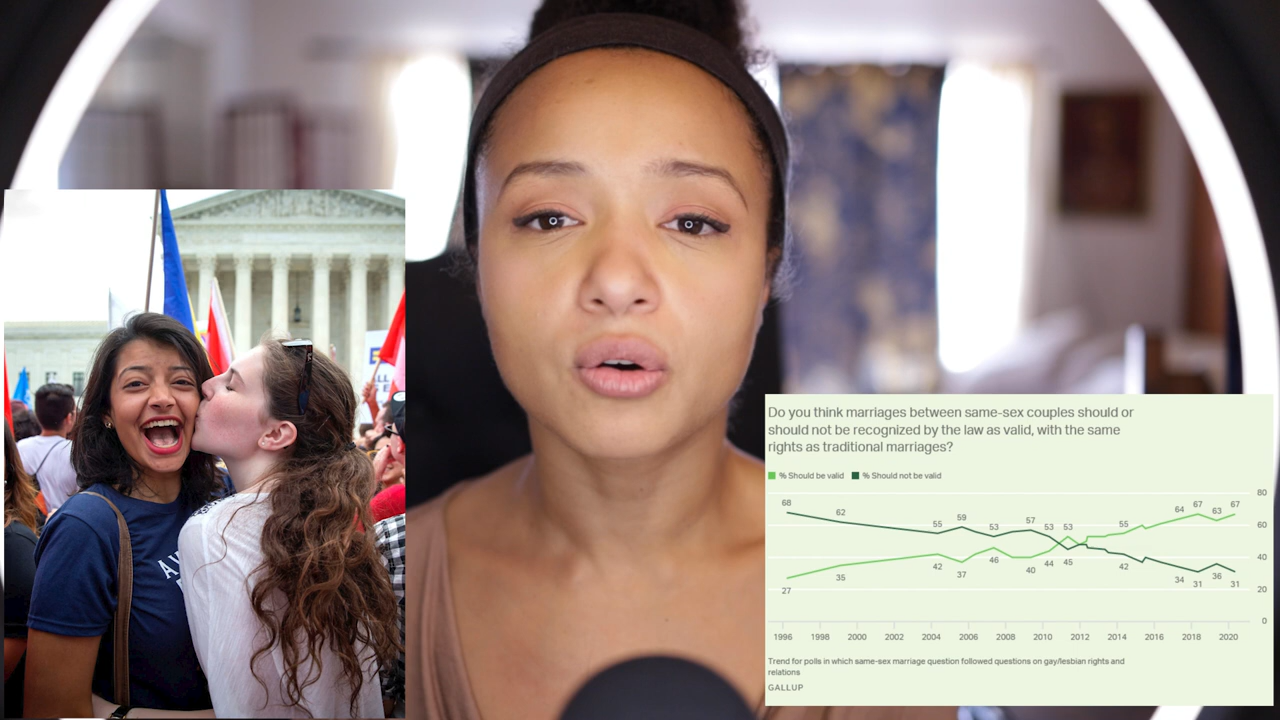 AV
Do you think marriages between same-sex couples should or
should not be recognized by the law as valid, with the same
rights as traditional marriages?
% Should be valid % Should not be valid
80
68 62 55 59 53 57 53 53 55 64 67 63 67
60
40
27 35 42 37 46 40 44 45 42 34 31 36 31
20
0
1996 1998 2000 2002 2004 2006 2008 2010 2012 2014 2016 2018 2020
Trend for polls in which same-sex marriage question followed questions on gay/lesbian rights and
relations
GALLUP